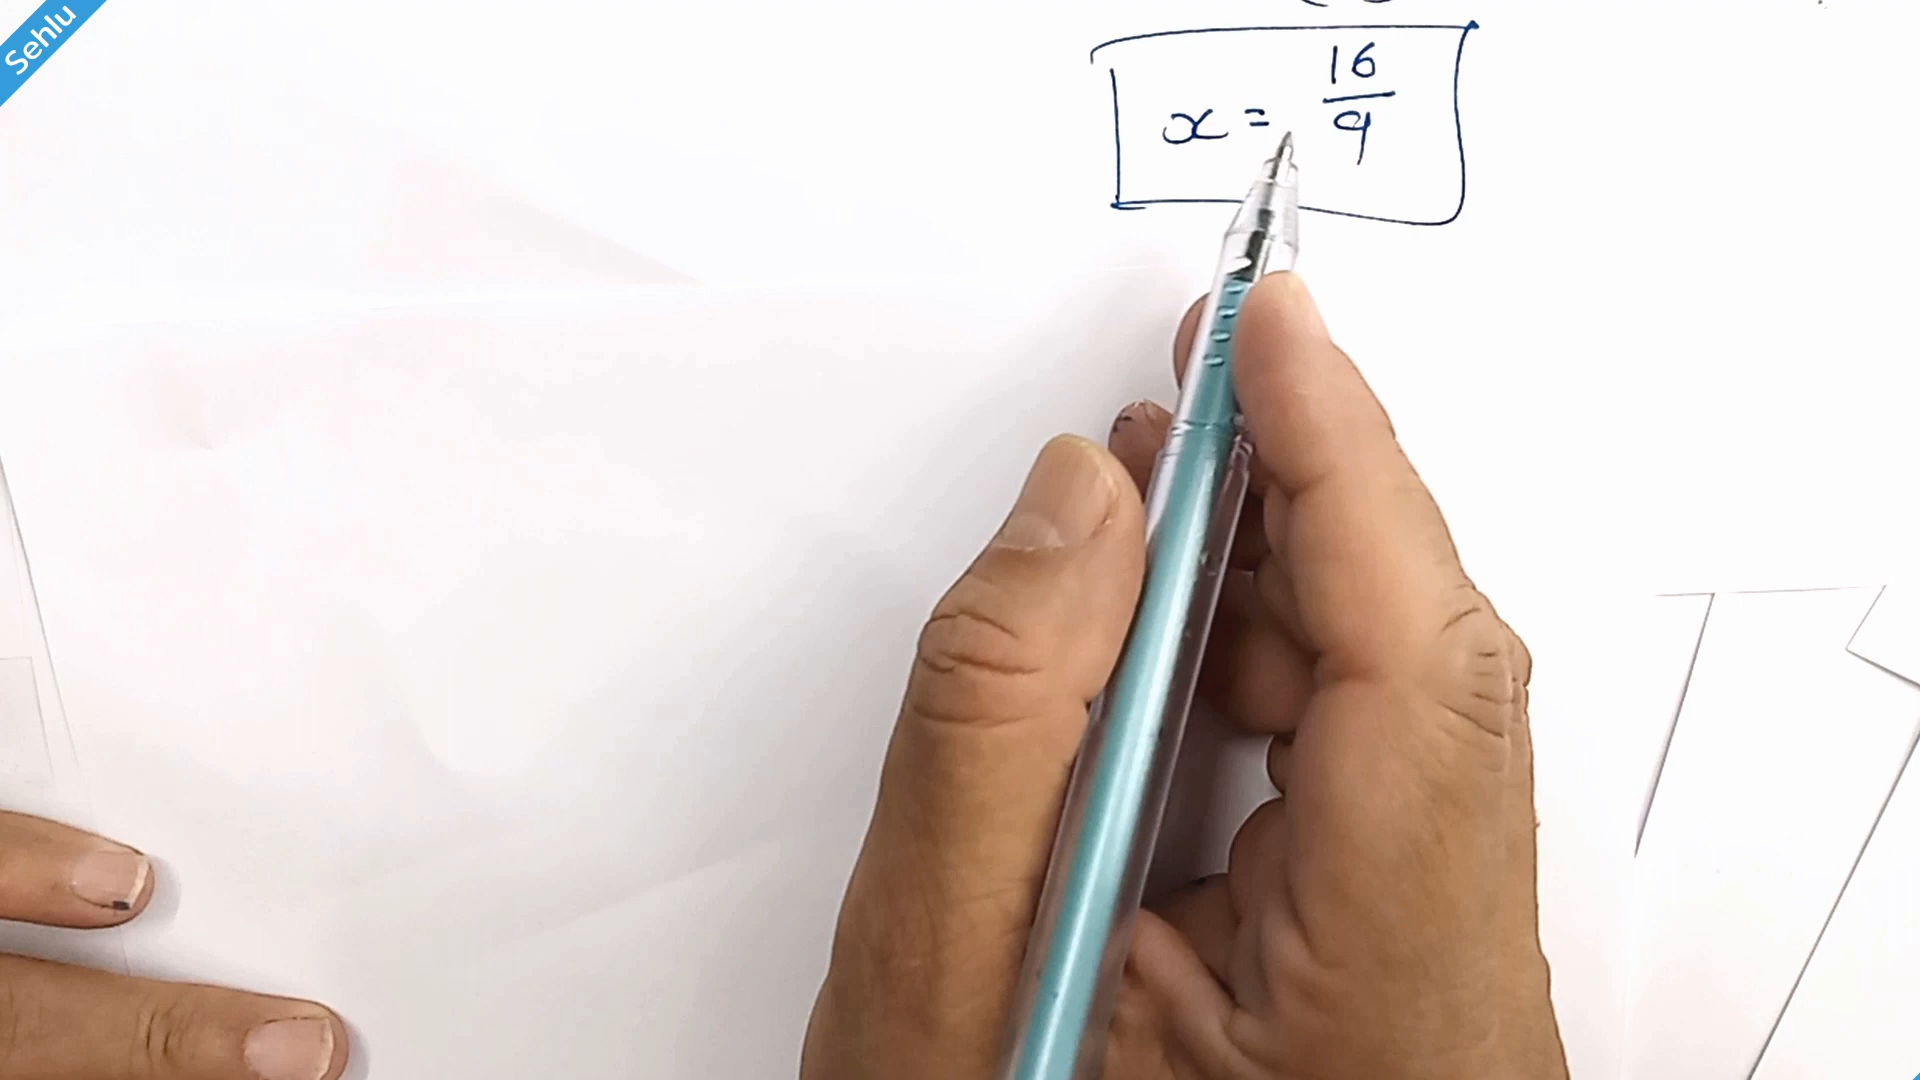 Sehlu
x = 16/9